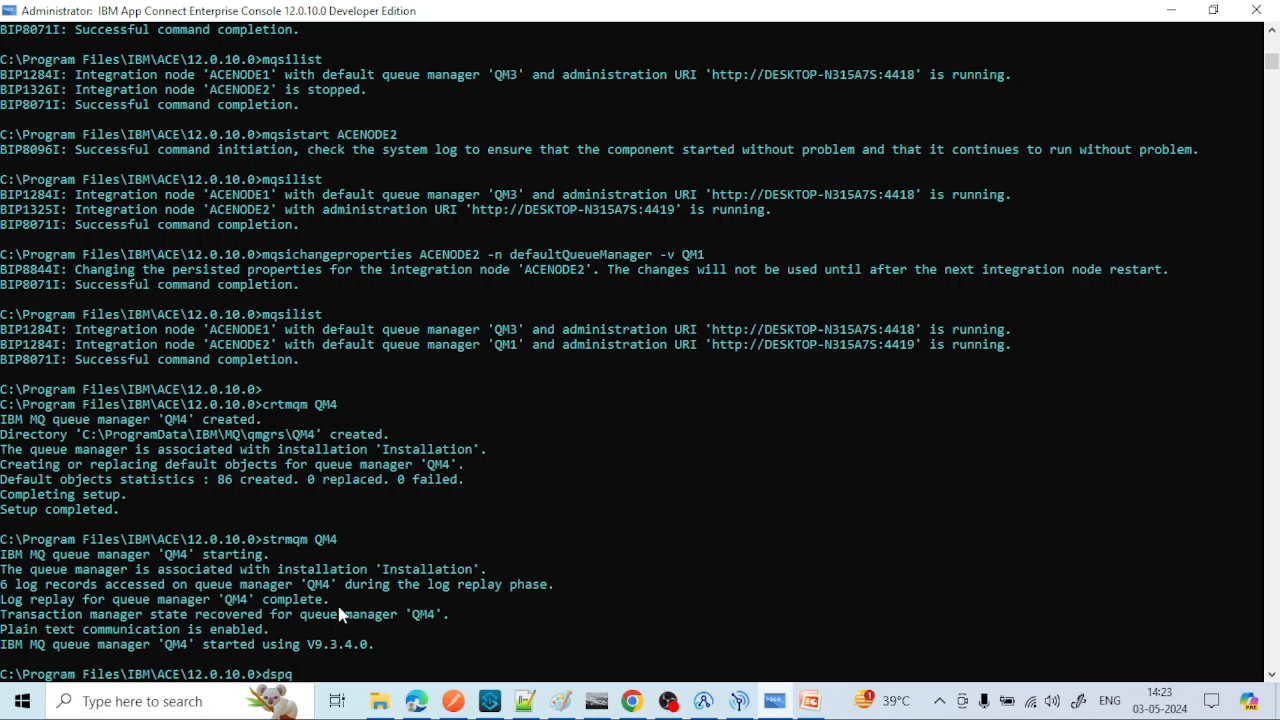 Administrator: IBM App Connect Enterprise Console 12.0.10.0 Developer Edition
BIP8071I: Successful command completion.
C:\Program Files\IBM\ACE\12.0.10.0>mqsilist
BIP1284I: Integration node 'ACENODE1' with default queue manager 'QM3' and administration URI 'http://DESKTOP-N315A7S:4418' is running.
BIP1326I: Integration node 'ACENODE2' is stopped.
BIP8071I: Successful command completion.
C:\Program Files\IBM\ACE\12.0.10.0>mqsistart ACENODE2
BIP8096I: Successful command initiation, check the system log to ensure that the component started without problem and that it continues to run without problem.
C:\Program Files\IBM\ACE\12.0.10.0>mqsilist
BIP1284I: Integration node 'ACENODE1' with default queue manager 'QM3' and administration URI 'http://DESKTOP-N315A7S:4418' is running.
BIP1325I: Integration node 'ACENODE2' with administration URI 'http://DESKTOP-N315A7S:4419' is running.
BIP8071I: Successful command completion.
C:\Program Files\IBM\ACE\12.0.10.0>mqsichangeproperties ACENODE2 -n defaultQueueManager -v QM1
BIP8844I: Changing the persisted properties for the integration node 'ACENODE2'. The changes will not be used until after the next integration node restart.
BIP8071I: Successful command completion.
C:\Program Files\IBM\ACE\12.0.10.0>mqsilist
BIP1284I: Integration node 'ACENODE1' with default queue manager 'QM3' and administration URI 'http://DESKTOP-N315A7S:4418' is running.
BIP1284I: Integration node 'ACENODE2' with default queue manager 'QM1' and administration URI 'http://DESKTOP-N315A7S:4419' is running.
BIP8071I: Successful command completion.
C:\Program Files\IBM\ACE\12.0.10.0>
C:\Program Files\IBM\ACE\12.0.10.0>crtmqm QM4
IBM MQ queue manager 'QM4' created.
Directory 'C:\ProgramData\IBM\MQ\qmgrs\QM4' created.
The queue manager is associated with installation 'Installation'.
Creating or replacing default objects for queue manager 'QM4'.
Default objects statistics : 86 created. 0 replaced. 0 failed.
Completing setup.
Setup completed.
C:\Program Files\IBM\ACE\12.0.10.0>strmqm QM4
IBM MQ queue manager 'QM4' starting.
The queue manager is associated with installation 'Installation'.
6 log records accessed on queue manager 'QM4' during the log replay phase.
Log replay for queue manager 'QM4' complete.
Transaction manager state recovered for queue manager 'QM4'.
Plain text communication is enabled.
IBM MQ queue manager 'QM4' started using V9.3.4.0.
C:\Program Files\IBM\ACE\12.0.10.0>dspq
Type here to search
39°C
ENG
14:23
03-05-2024